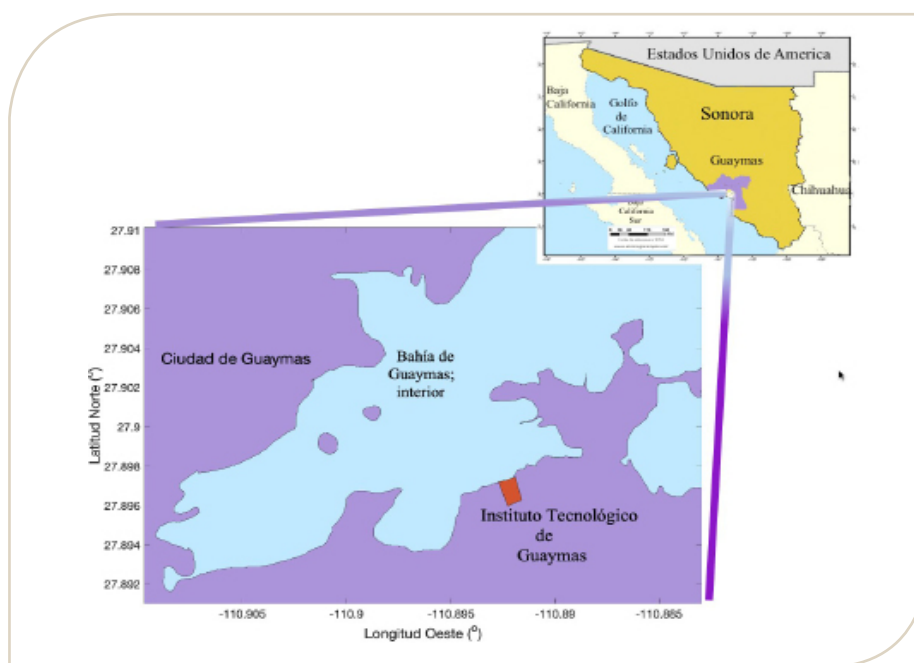 Estados Unidos de America
Baja
California
Golfo
de
California
Sonora
Guaymas
Chihuahua
Baja
California
Sur
27.91
27.908
27.906
27.904
27.902
27.9
27.898
27.896
27.894
27.892
Latitud Norte (°)
Ciudad de Guaymas
Bahía de
Guaymas;
interior
Instituto Tecnológico
de
Guaymas
-110.905
-110.9
-110.895
-110.89
-110.885
Longitud Oeste (°)